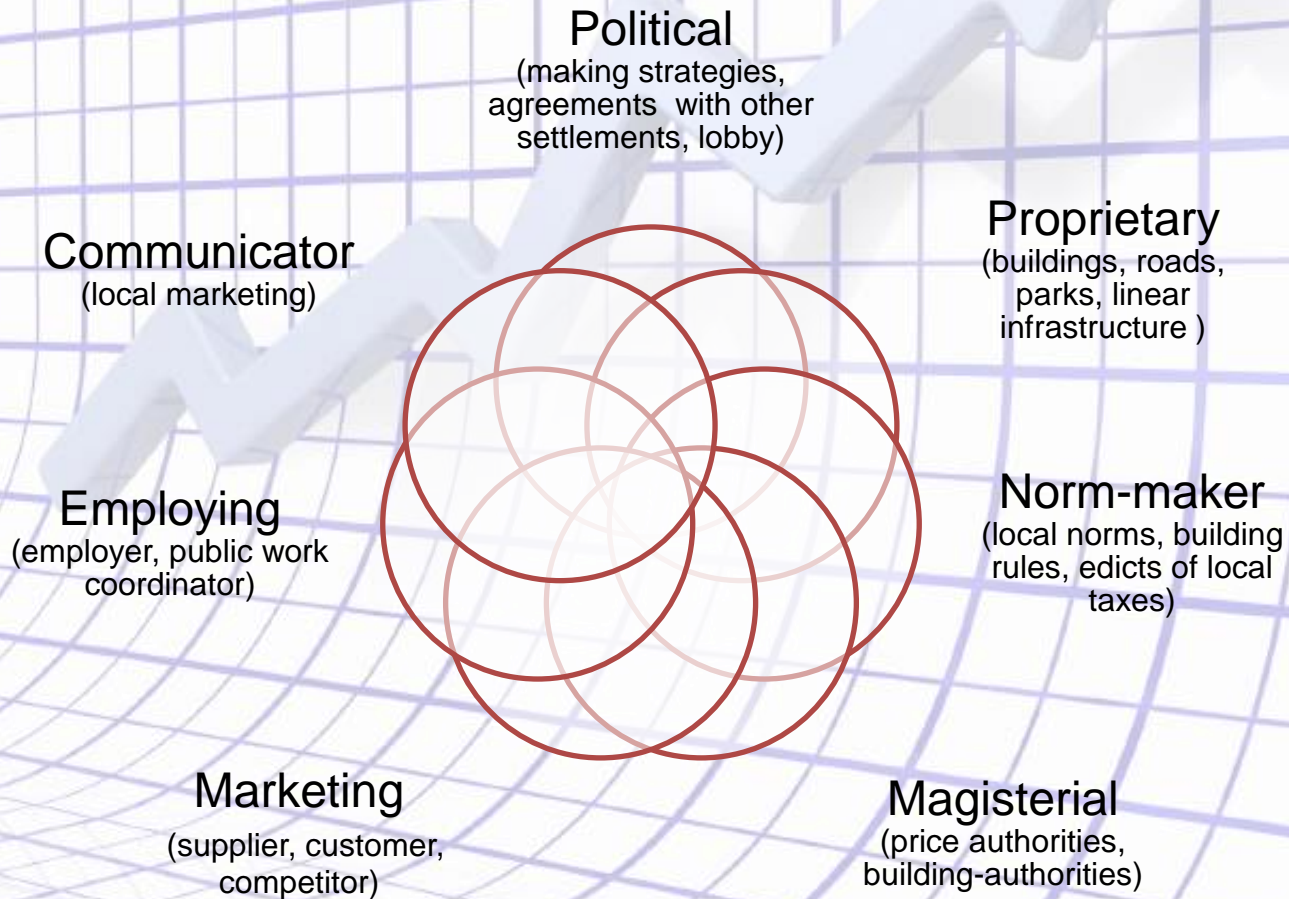 Political
(making strategies,
agreements with other
settlements, lobby)
Proprietary
(buildings, roads,
parks, linear
infrastructure )
Norm-maker
(local norms, building
rules, edicts of local
taxes)
Magisterial
(price authorities,
building-authorities)
Marketing
(supplier, customer,
competitor)
Employing
(employer, public work
coordinator)
Communicator
(local marketing)